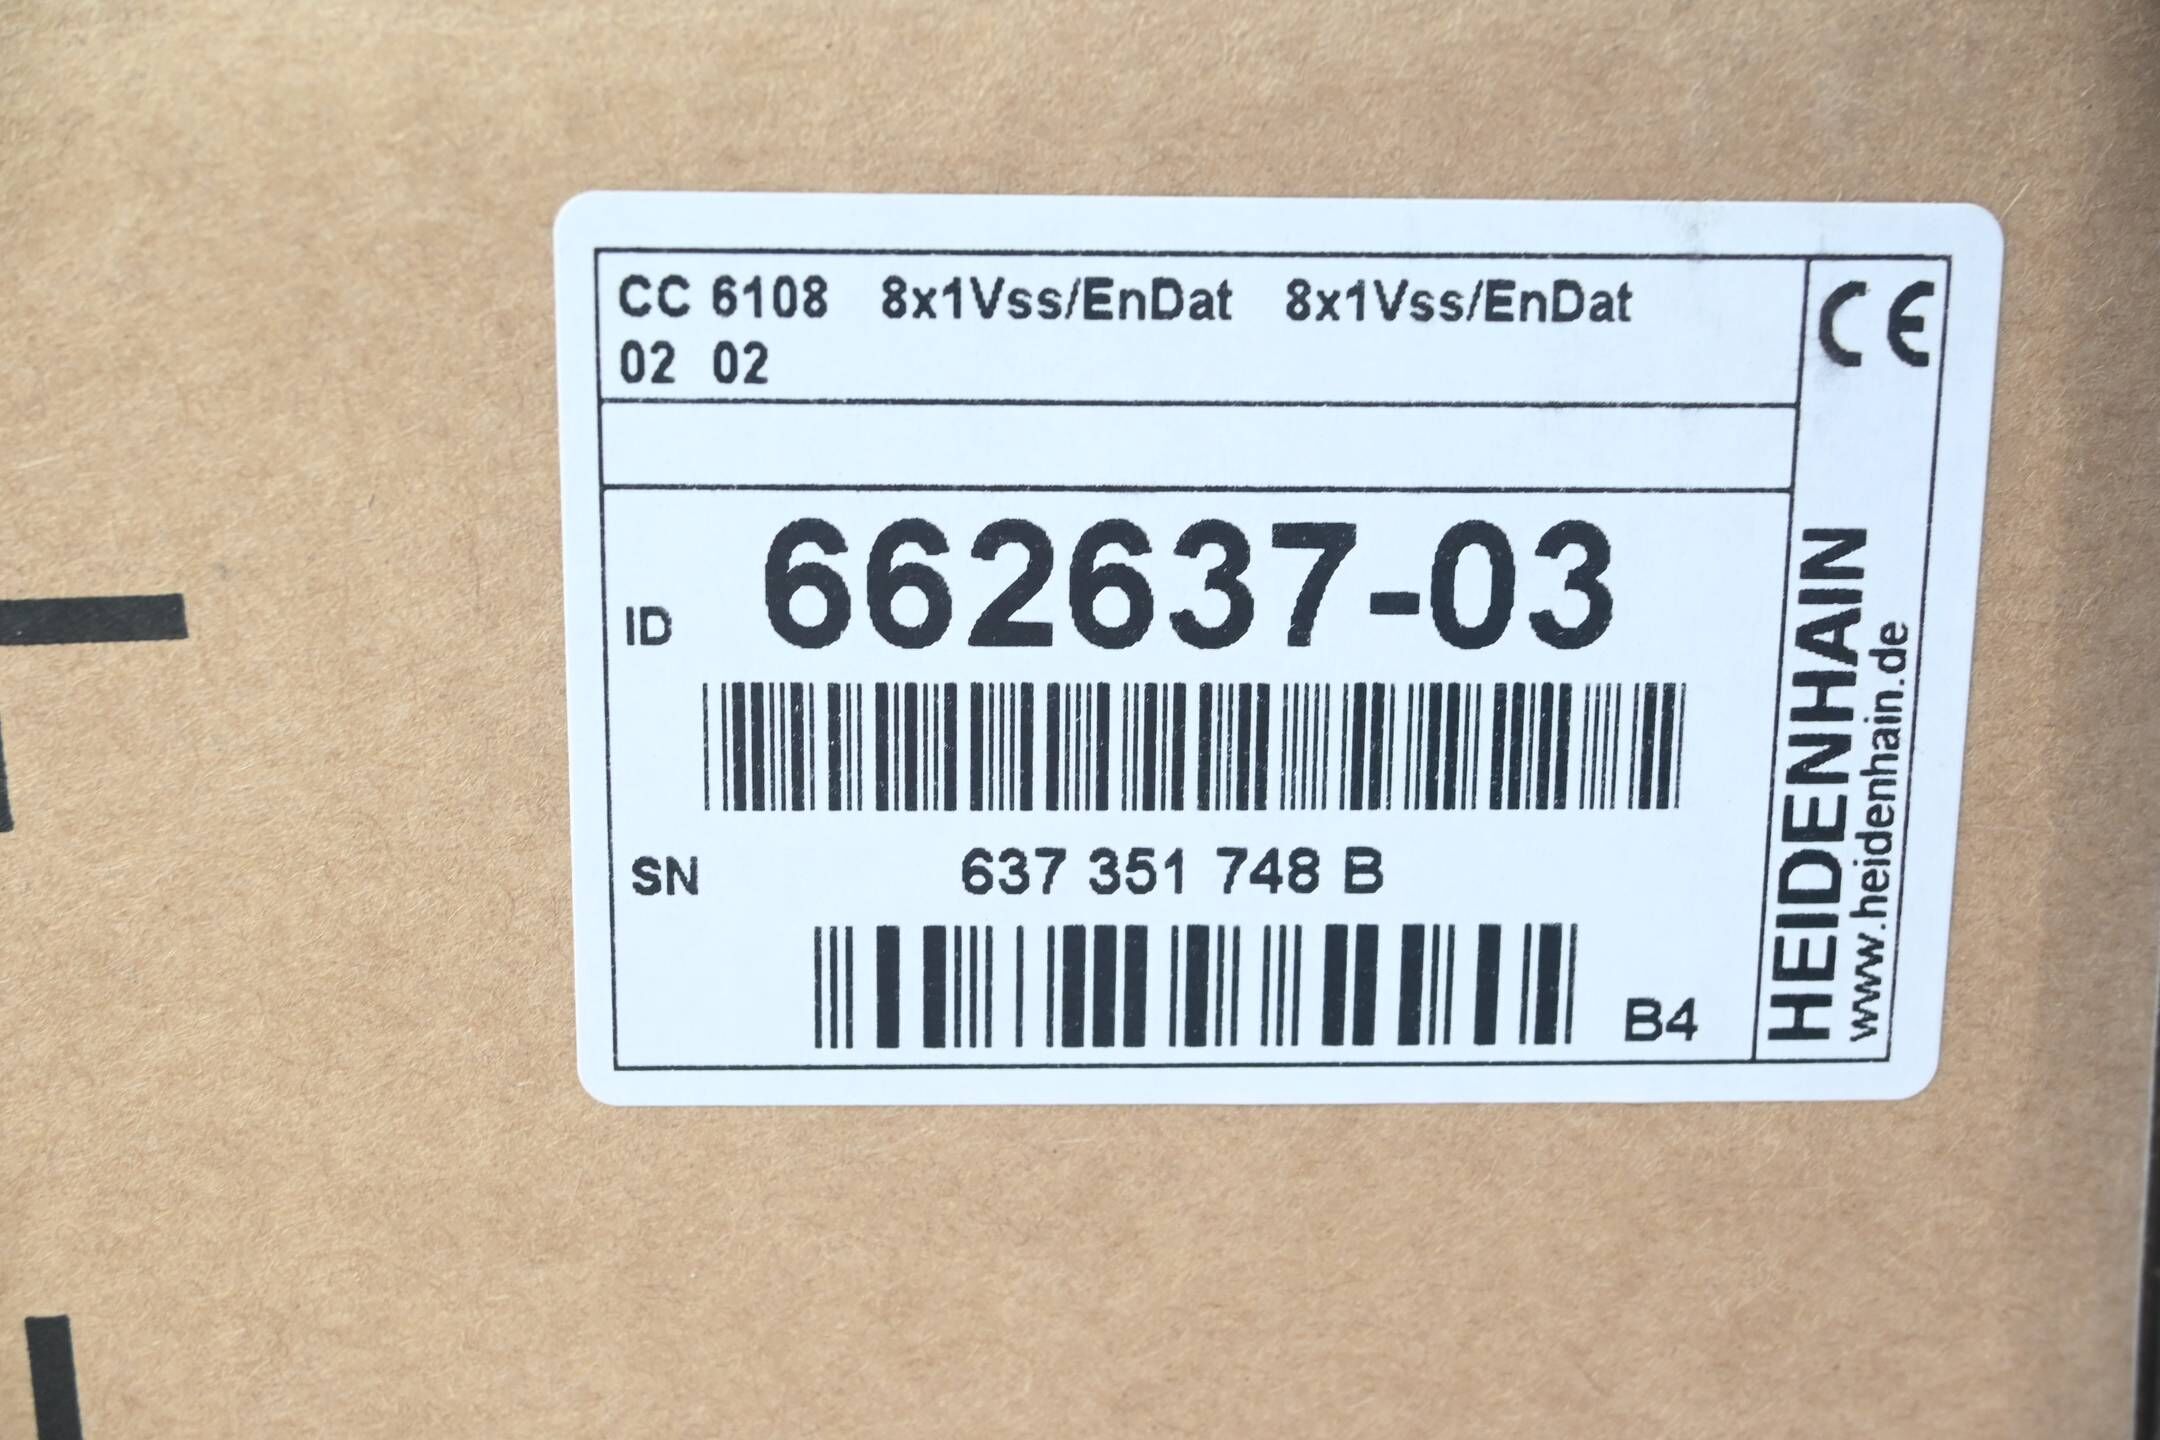 CC 6108 8x1Vss/EnDat 8x1Vss/EnDat
02 02
CE
ID 662637-03
SN 637 351 748 B
B4
HEIDENHAIN
www.heidenhain.de